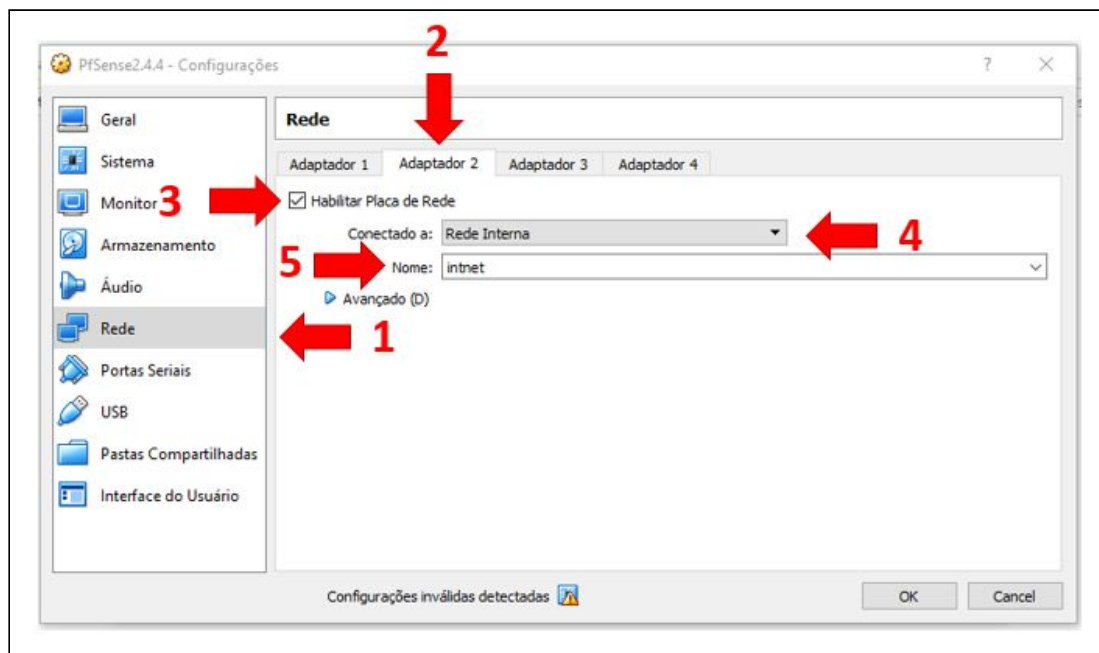 2
PfSense2.4.4 - Configurações
?
Geral
Rede
Sistema
Adaptador 1 Adaptador 2 Adaptador 3 Adaptador 4
Monitor
3
Habilitar Placa de Rede
Conectado a: Rede Interna
4
Armazenamento
5
Nome: intnet
Áudio
Avançado (D)
Rede
1
Portas Seriais
USB
Pastas Compartilhadas
Interface do Usuário
Configurações inválidas detectadas
OK
Cancel